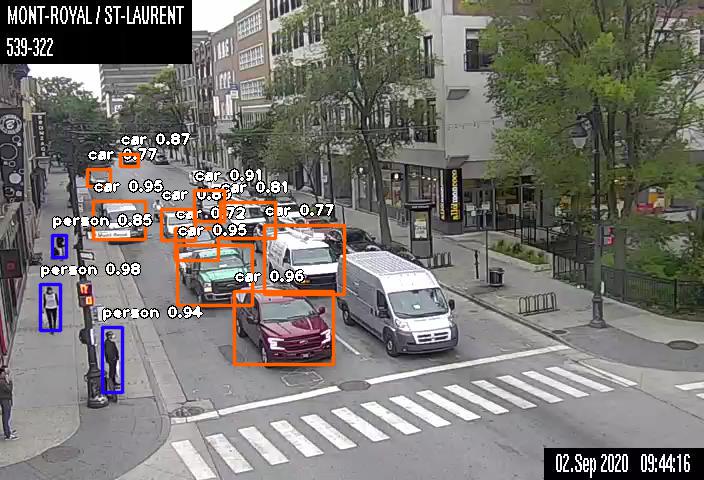 MONT-ROYAL / ST-LAURENT
539-322
car 0.87
car 0.77
car 0.95
car 0.91
car 0.81
car 0.72
car 0.77
person 0.85
car 0.95
person 0.98
car 0.96
person 0.94
02.Sep 2020 09:44:16